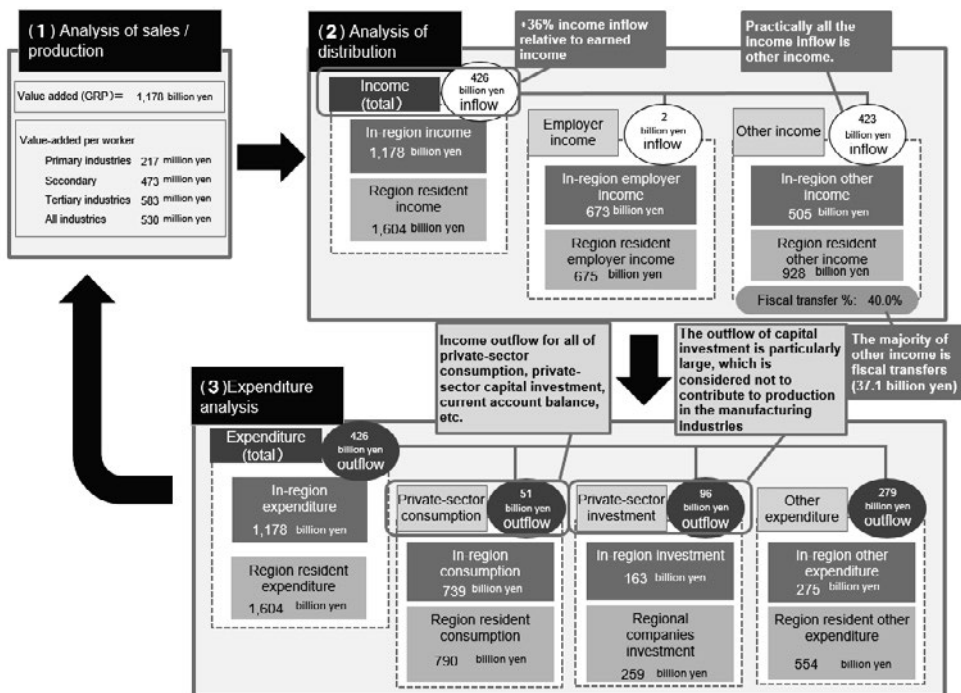 (1) Analysis of sales /
production
Value added (GRP)= 1,178 billion yen
Value-added per worker
Primary industries 217 million yen
Secondary 473 million yen
Tertiary industries 583 million yen
All industries 530 million yen
(2) Analysis of
distribution
+36% income inflow
relative to earned
income
Practically all the
Income Inflow is
other income.
Income
(total)
426
billion yen
inflow
In-region income
1,178 billion yen
Region resident
income
1,604 billion yen
Employer
income
2
billion yen
inflow
In-region employer
income
673 billion yen
Region resident
employer income
675 billion yen
Other income
423
billion yen
inflow
In-region other
income
505 billion yen
Region resident
other income
928 billion yen
Fiscal transfer %: 40.0%
The majority of
other income is
fiscal transfers
(37.1 billion yen)
Income outflow for all of
private-sector
consumption, private-
sector capital investment,
current account balance,
etc.
The outflow of capital
investment is particularly
large, which is
considered not to
contribute to production
in the manufacturing
industries
(3)Expenditure
analysis
Expenditure
(total)
426
billion yen
outflow
In-region
expenditure
1,178 billion yen
Region resident
expenditure
1,604 billion yen
Private-sector
consumption
51
billion yen
outflow
In-region
consumption
739 billion yen
Region resident
consumption
790 billion yen
Private-sector
investment
96
billion yen
outflow
In-region investment
163 billion yen
Regional
companies
investment
259 billion yen
Other
expenditure
279
billion yen
outflow
In-region other
expenditure
275 billion yen
Region resident other
expenditure
554 billion yen